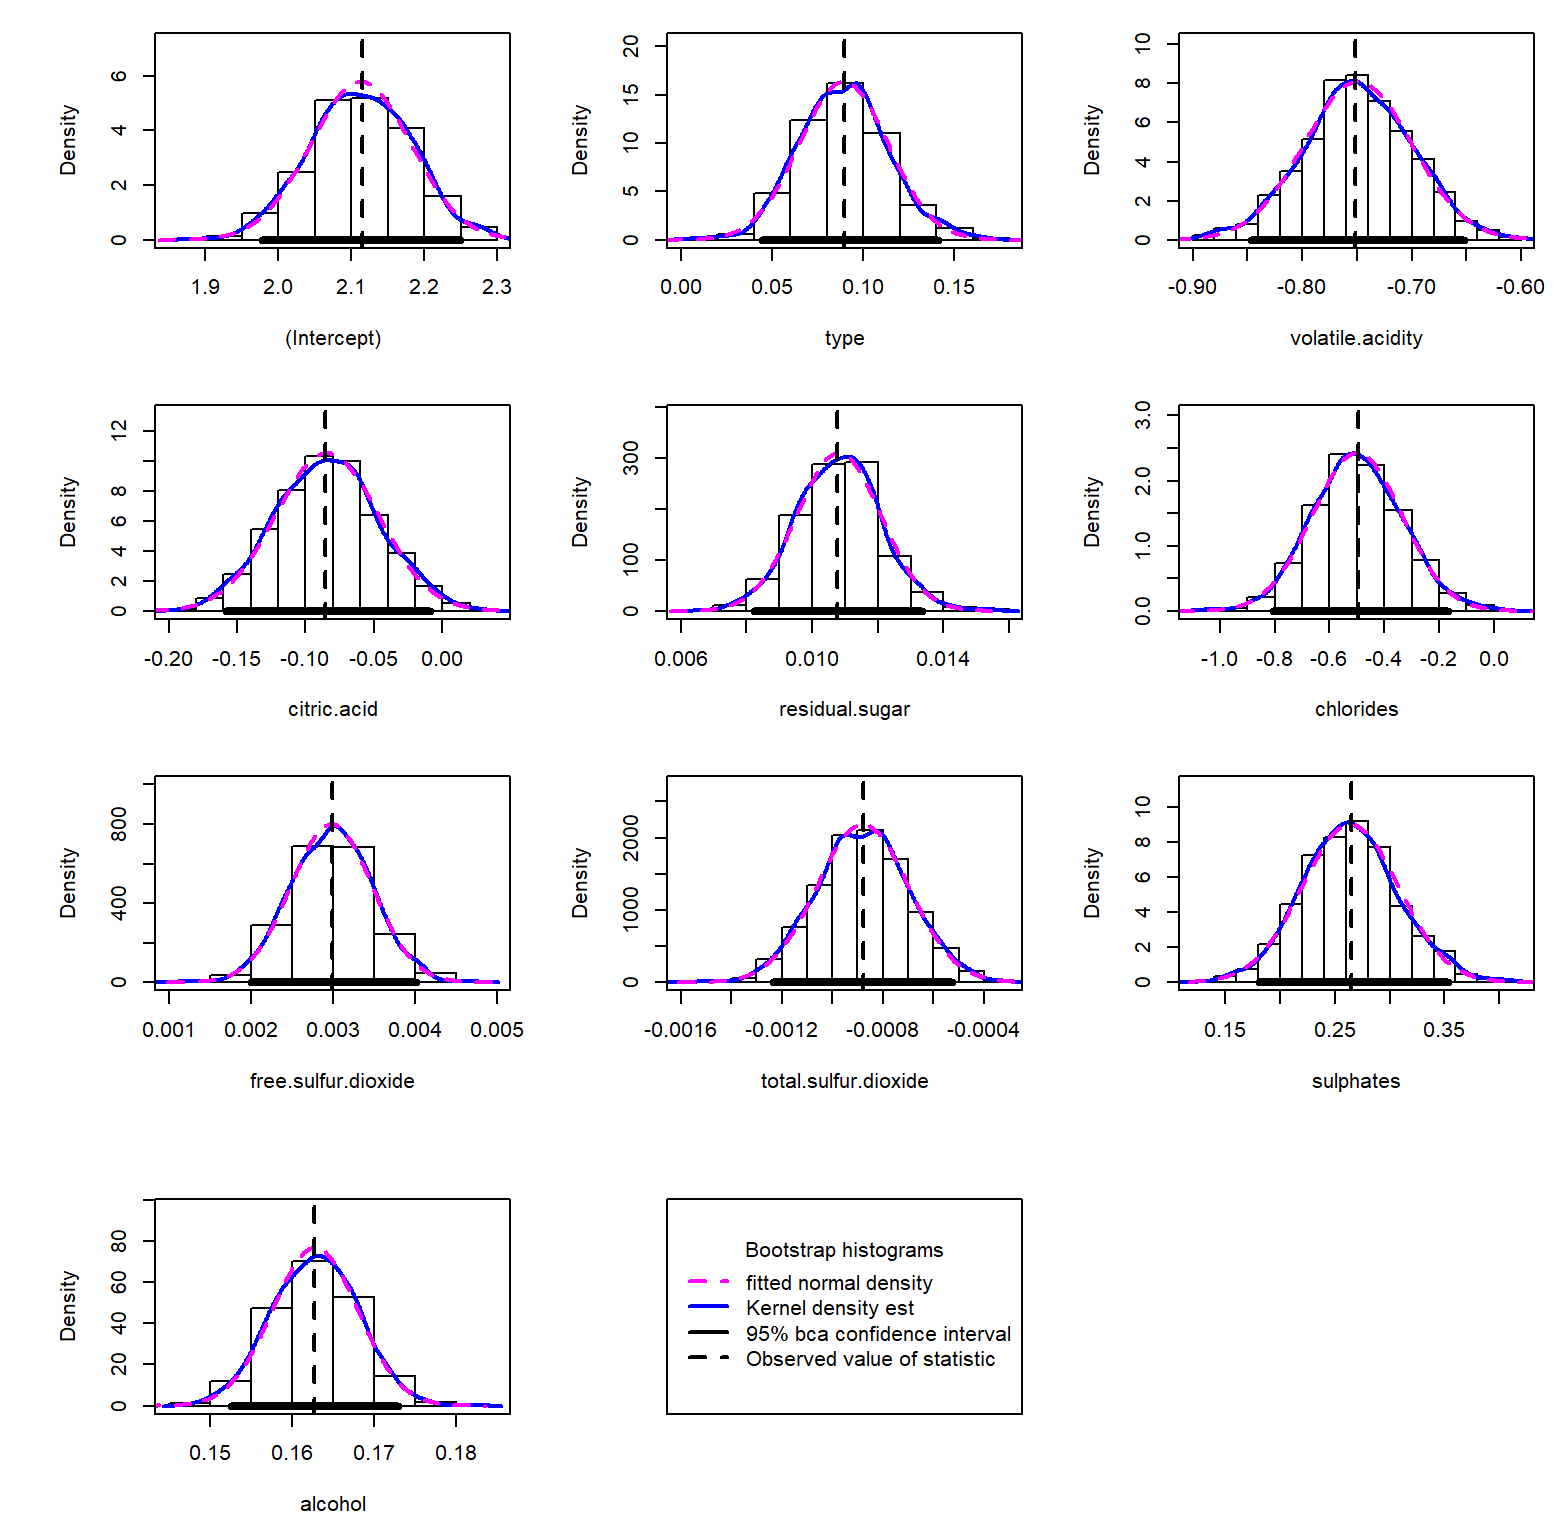 Density
0 2 4 6
1.9 2.0 2.1 2.2 2.3
(Intercept)
Density
0 5 10 15 20
0.00 0.05 0.10 0.15
type
Density
0 2 4 6 8 10
-0.90 -0.80 -0.70 -0.60
volatile.acidity
Density
0 2 4 6 8 12
-0.20 -0.15 -0.10 -0.05 0.00
citric.acid
Density
0 100 300
0.006 0.010 0.014
residual.sugar
Density
0.0 1.0 2.0 3.0
-1.0 -0.8 -0.6 -0.4 -0.2 0.0
chlorides
Density
0 400 800
0.001 0.002 0.003 0.004 0.005
free.sulfur.dioxide
Density
0 1000 2000
-0.0016 -0.0012 -0.0008 -0.0004
total.sulfur.dioxide
Density
0 2 4 6 8 10
0.15 0.25 0.35
sulphates
Density
0 20 40 60 80
0.15 0.16 0.17 0.18
alcohol
Bootstrap histograms
fitted normal density
Kernel density est
95% bca confidence interval
Observed value of statistic